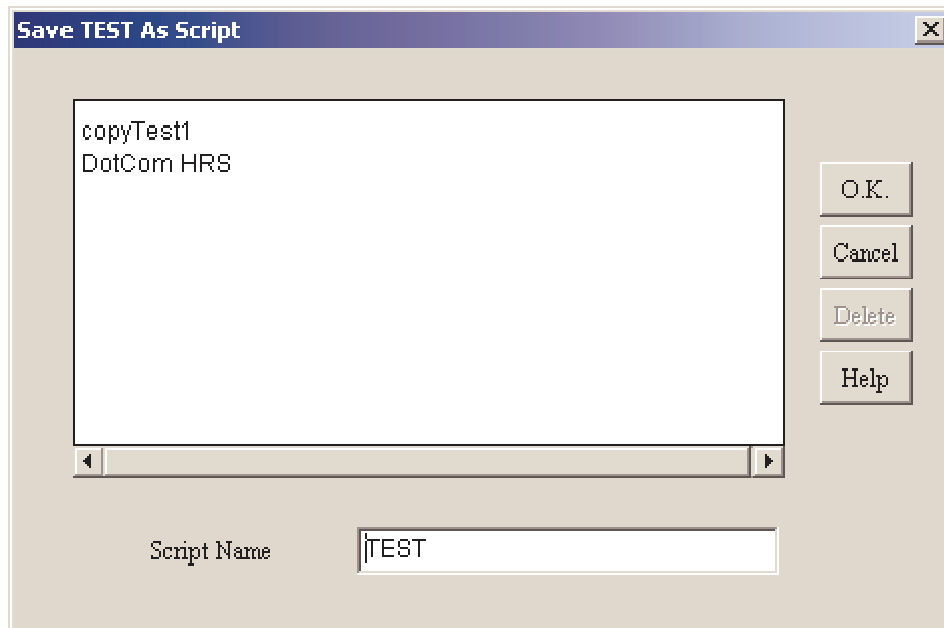 Save TEST As Script
copyTest1
DotCom HRS
O.K.
Cancel
Delete
Help
Script Name
TEST